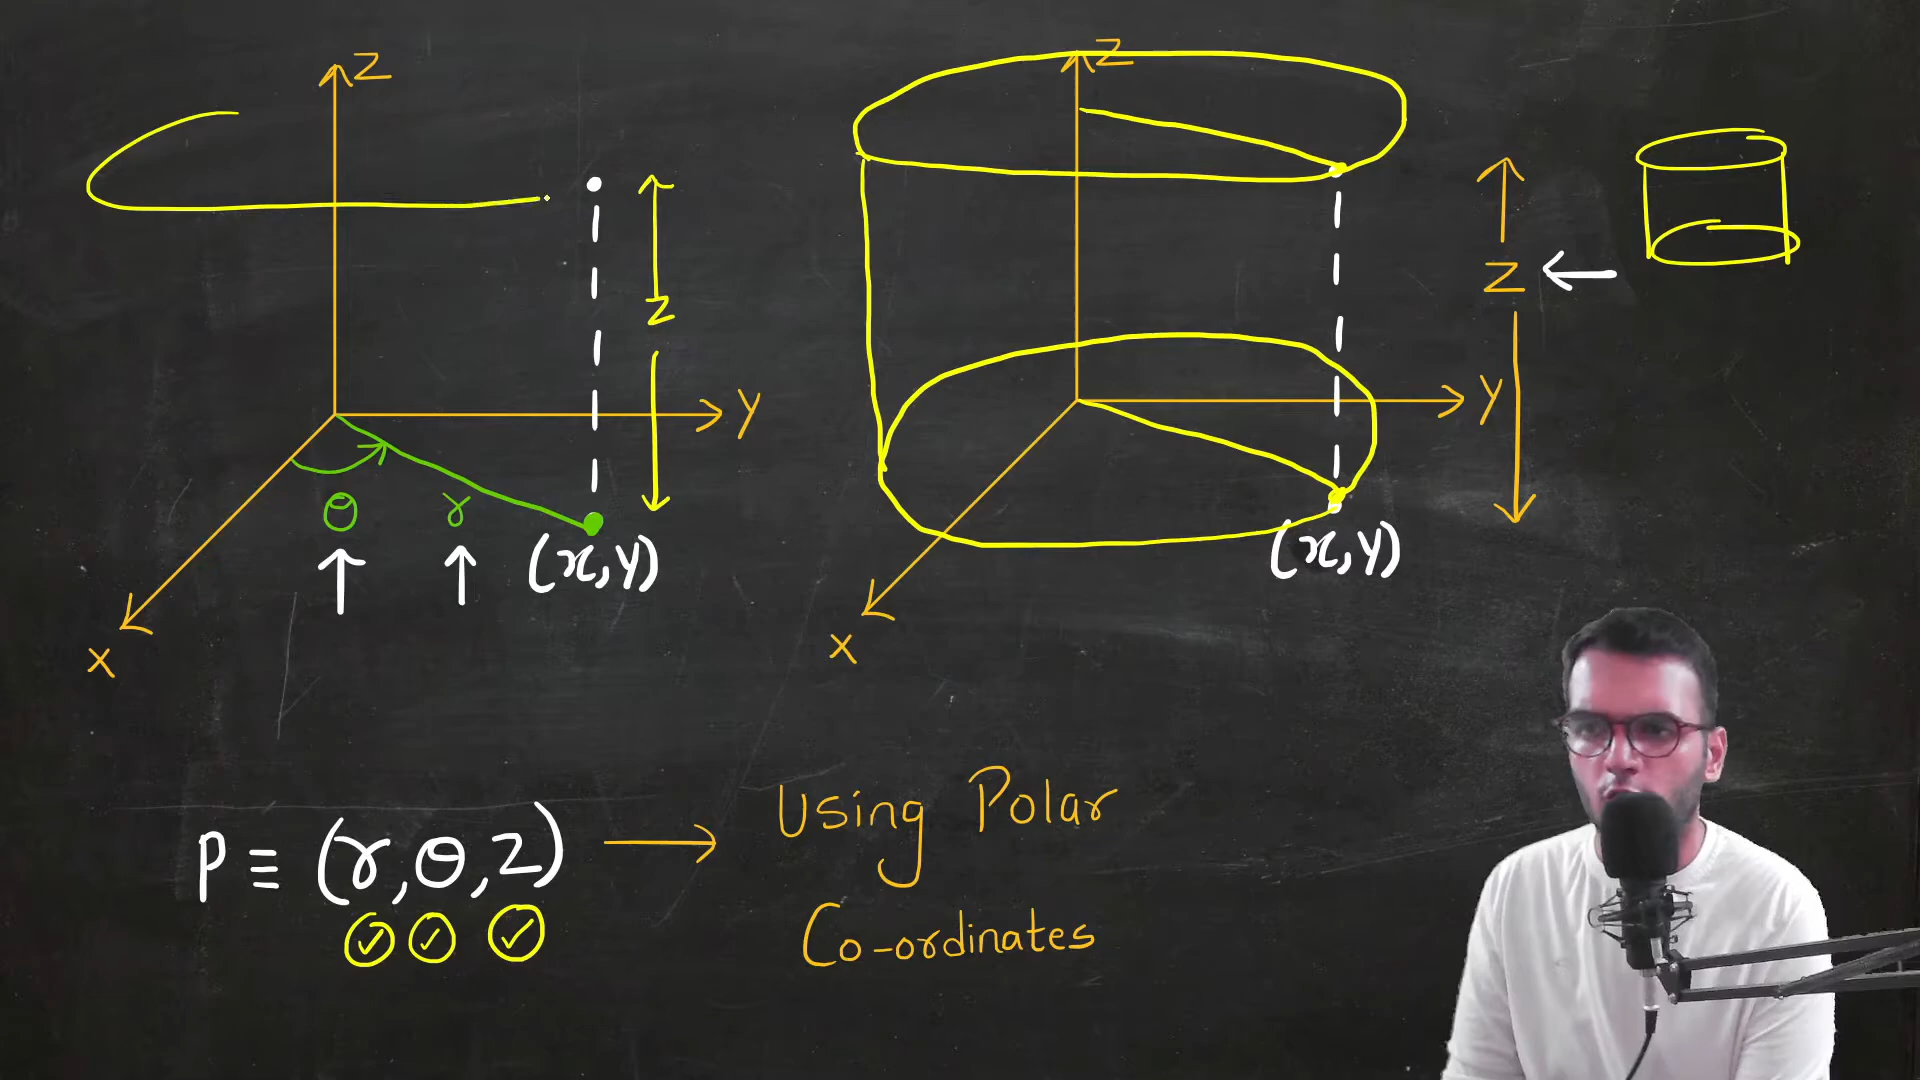 Z
Z
Z
Z
Y
Y
θ
r
(x,y)
(x,y)
X
X
P ≡ (r,θ,z)
Using Polar
Co-ordinates